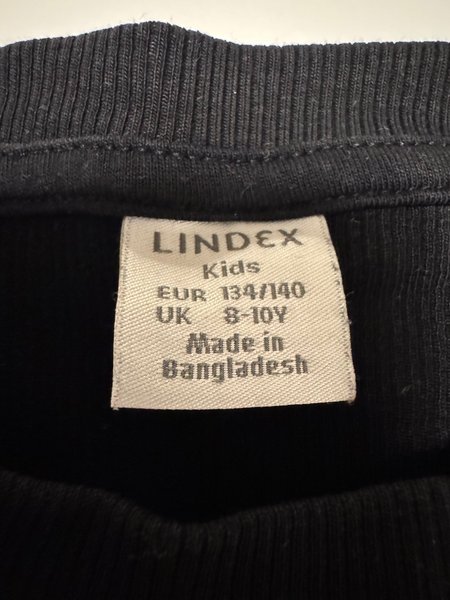 LINDEX
Kids
EUR 134/140
UK 8-10Y
Made in
Bangladesh